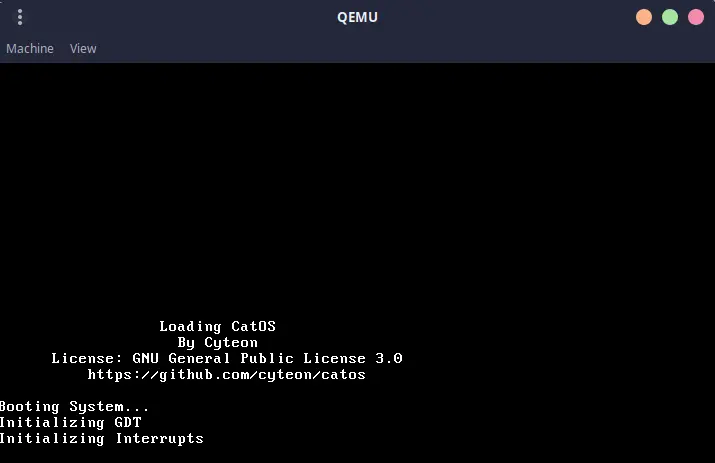 QEMU
Machine View
Loading CatOS
By Cyteon
License: GNU General Public License 3.0
https://github.com/cyteon/catos
Booting System...
Initializing GDT
Initializing Interrupts